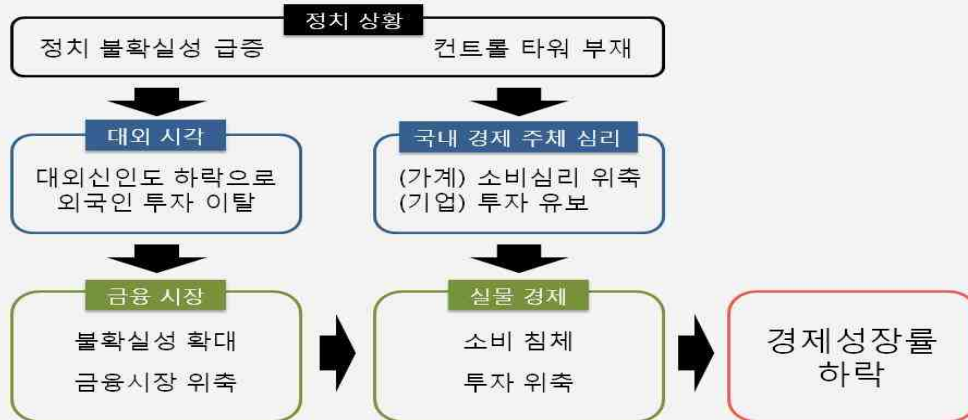 정치 상황
정치 불확실성 급증
컨트롤 타워 부재
대외 시각
대외신인도 하락으로
외국인 투자 이탈
국내 경제 주체 심리
(가계) 소비심리 위축
(기업) 투자 유보
금융 시장
불확실성 확대
금융시장 위축
실물 경제
소비 침체
투자 위축
경제성장률
하락